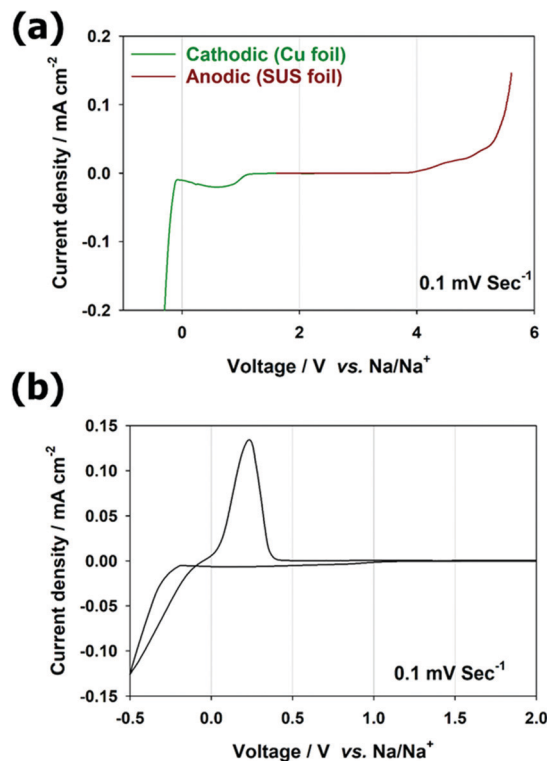 (a)
0.2
Cathodic (Cu foil)
Anodic (SUS foil)
0.1
0.0
-0.1
-0.2
0.1 mV Sec⁻¹
0 2 4 6
Current density / mA cm⁻²
Voltage / V vs. Na/Na⁺
(b)
0.15
0.10
0.05
0.00
-0.05
-0.10
-0.15
0.1 mV Sec⁻¹
-0.5 0.0 0.5 1.0 1.5 2.0
Current density / mA cm⁻²
Voltage / V vs. Na/Na⁺